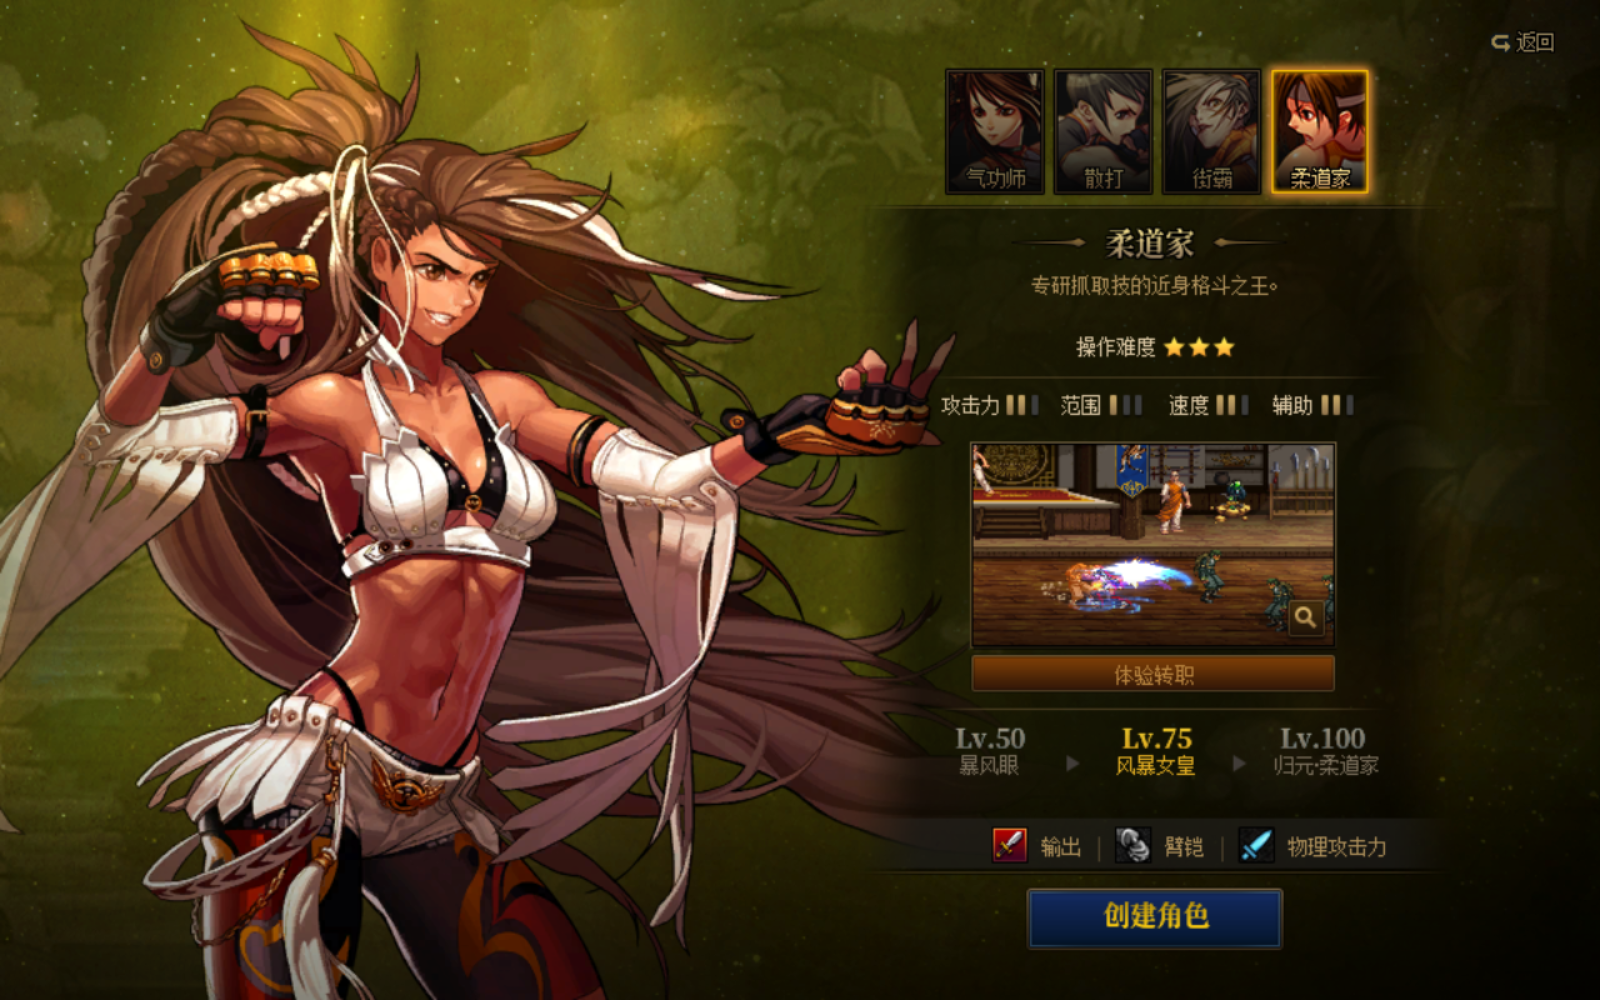 返回
气功师 散打 街霸 柔道家
柔道家
专研抓取技的近身格斗之王。
操作难度
攻击力 范围 速度 辅助
体验转职
Lv.50 Lv.75 Lv.100
暴风眼 风暴女皇 归元·柔道家
输出 | 臂铠 | 物理攻击力
创建角色